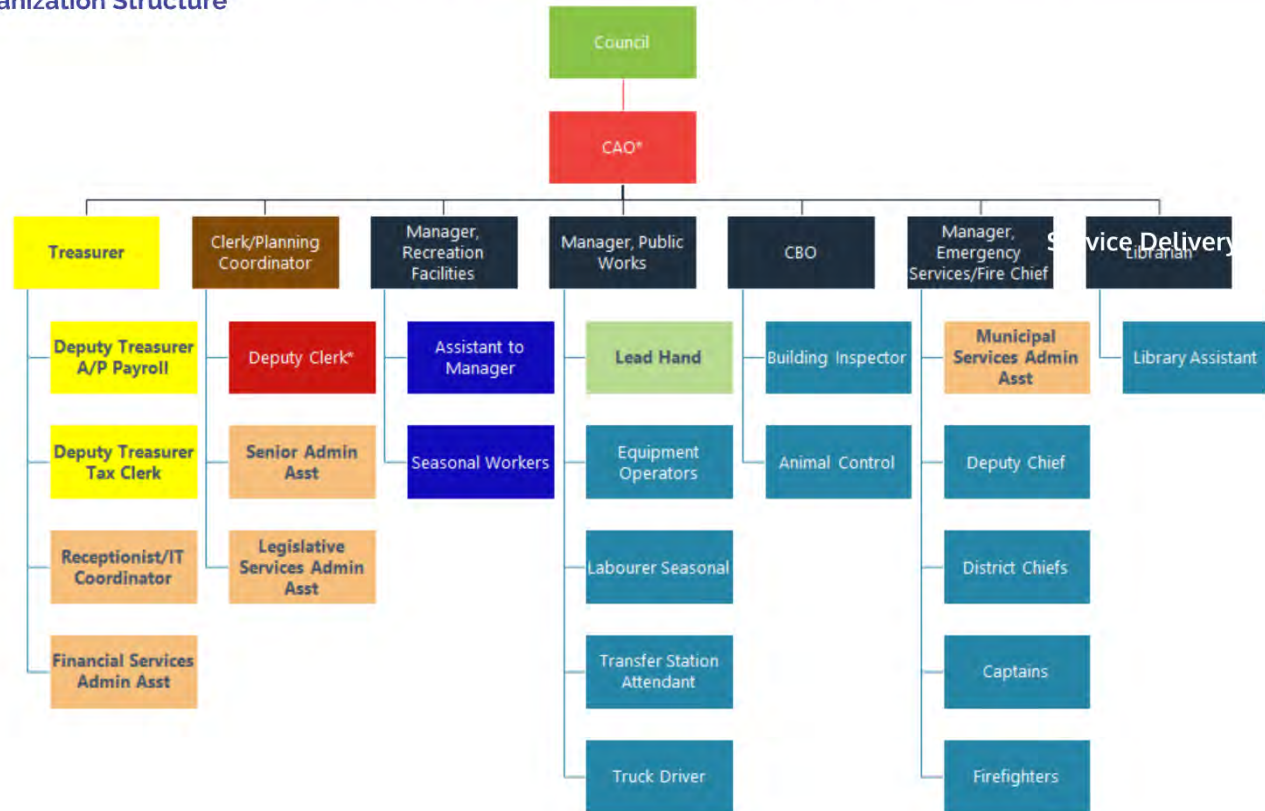 anization Structure
Council
CAO*
Treasurer
Clerk/Planning
Coordinator
Manager,
Recreation
Facilities
Manager, Public
Works
CBO
Manager,
Emergency
Services/Fire Chief
Librarian
Service Delivery
Deputy Treasurer
A/P Payroll
Deputy Treasurer
Tax Clerk
Receptionist/IT
Coordinator
Financial Services
Admin Asst
Deputy Clerk*
Senior Admin
Asst
Legislative
Services Admin
Asst
Assistant to
Manager
Seasonal Workers
Lead Hand
Equipment
Operators
Labourer Seasonal
Transfer Station
Attendant
Truck Driver
Building Inspector
Animal Control
Municipal
Services Admin
Asst
Deputy Chief
District Chiefs
Captains
Firefighters
Library Assistant